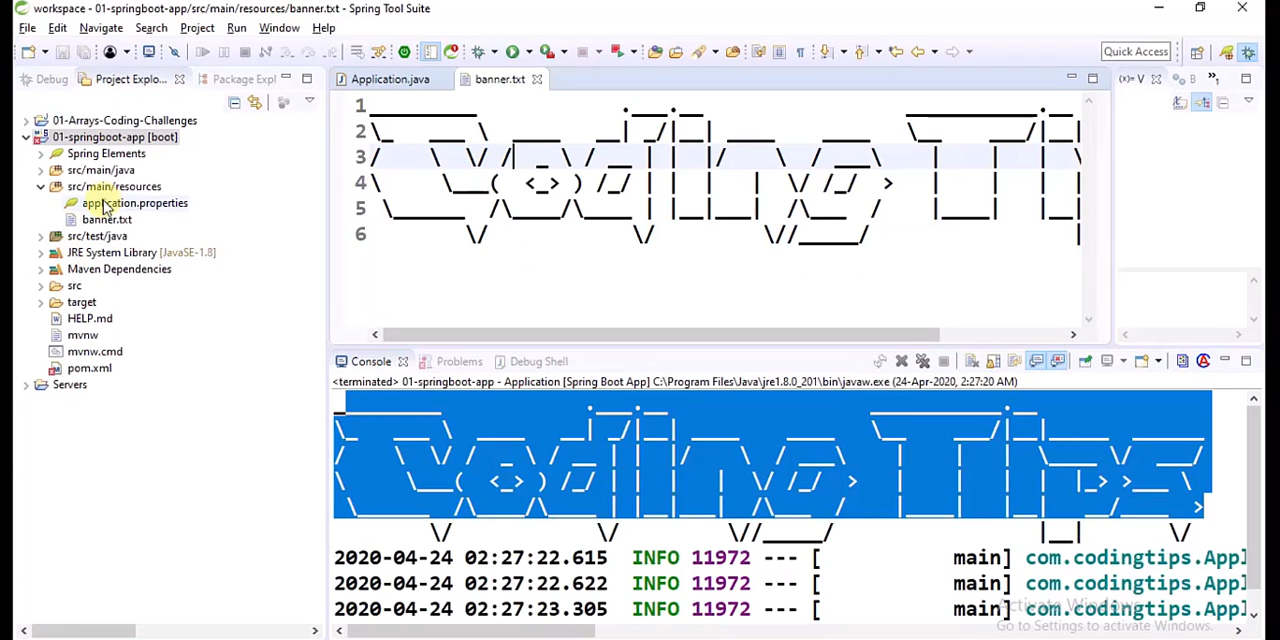 workspace - 01-springboot-app/src/main/resources/banner.txt - Spring Tool Suite
File Edit Navigate Search Project Run Window Help
Quick Access
Debug Project Explo... Package Expl
Application.java banner.txt
(x)= V B
01-Arrays-Coding-Challenges
01-springboot-app [boot]
Spring Elements
src/main/java
src/main/resources
application.properties
banner.txt
src/test/java
JRE System Library [JavaSE-1.8]
Maven Dependencies
src
target
HELP.md
mvnw
mvnw.cmd
pom.xml
Servers
1
2
3
4
5
6
Coding Ti
Console Problems Debug Shell
<terminated> 01-springboot-app - Application [Spring Boot App] C:\Program Files\Java\jre1.8.0_201\bin\javaw.exe (24-Apr-2020, 2:27:20 AM)
Coding Tips
2020-04-24 02:27:22.615 INFO 11972 --- [ main] com.codingtips.Appl
2020-04-24 02:27:22.622 INFO 11972 --- [ main] com.codingtips.Appl
2020-04-24 02:27:23.305 INFO 11972 --- [ main] com.codingtips.Appl
Activate Windows
Go to Settings to activate Windows.